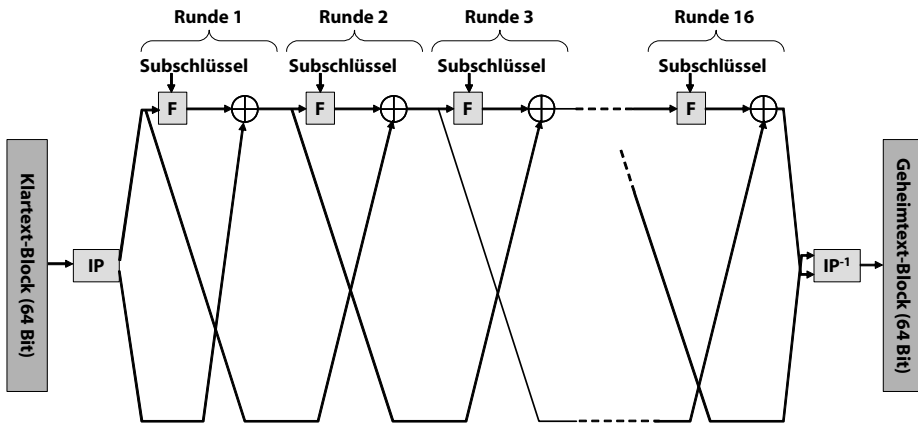 Runde 1
Runde 2
Runde 3
Runde 16
Subschlüssel
Subschlüssel
Subschlüssel
Subschlüssel
F
F
F
F
Klartext-Block (64 Bit)
IP
IP-1
Geheimtext-Block (64 Bit)